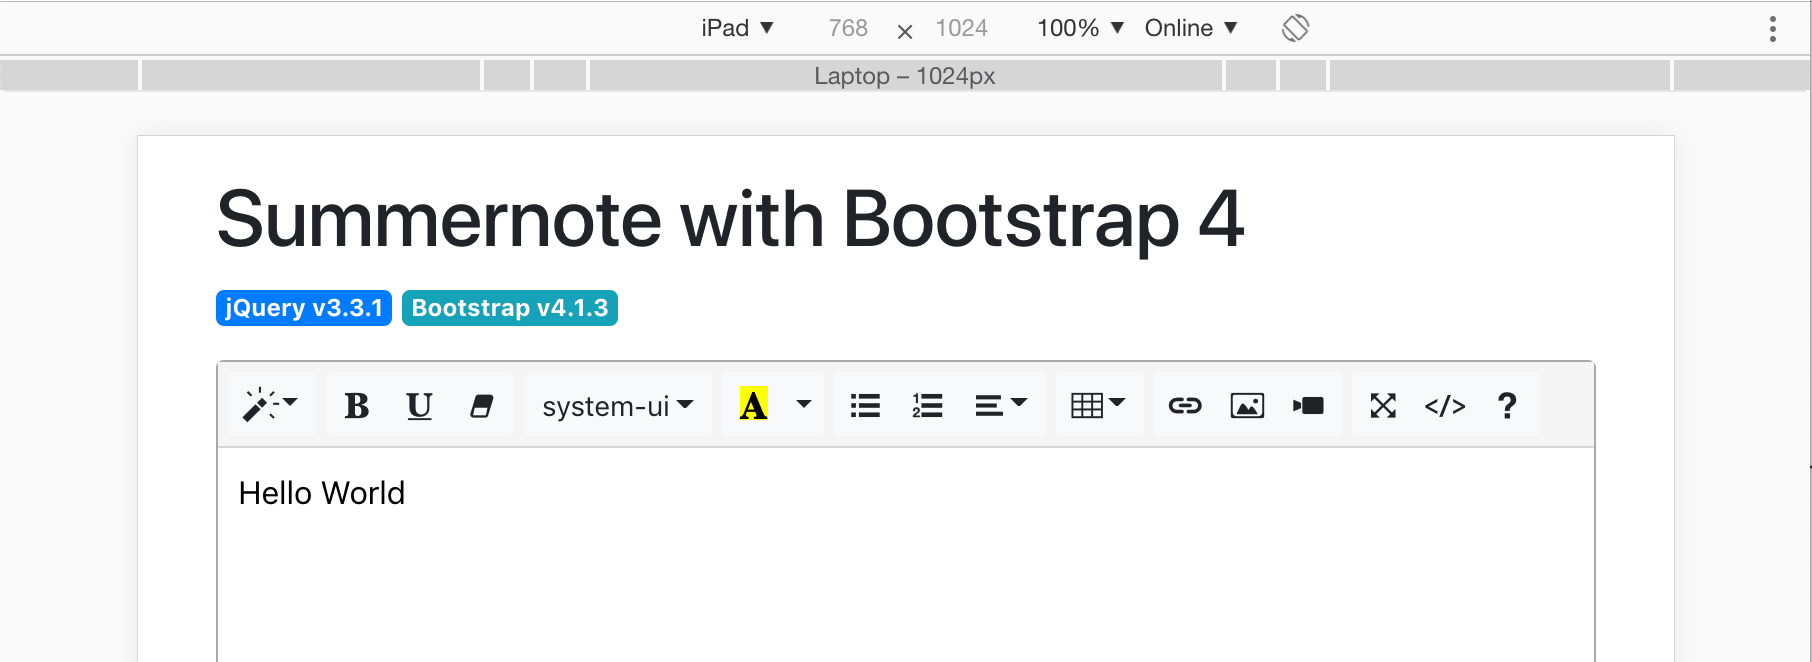 iPad ▼ 768 × 1024 100% ▼ Online ▼
Laptop – 1024px
Summernote with Bootstrap 4
jQuery v3.3.1 Bootstrap v4.1.3
B U system-ui A </> ?
Hello World